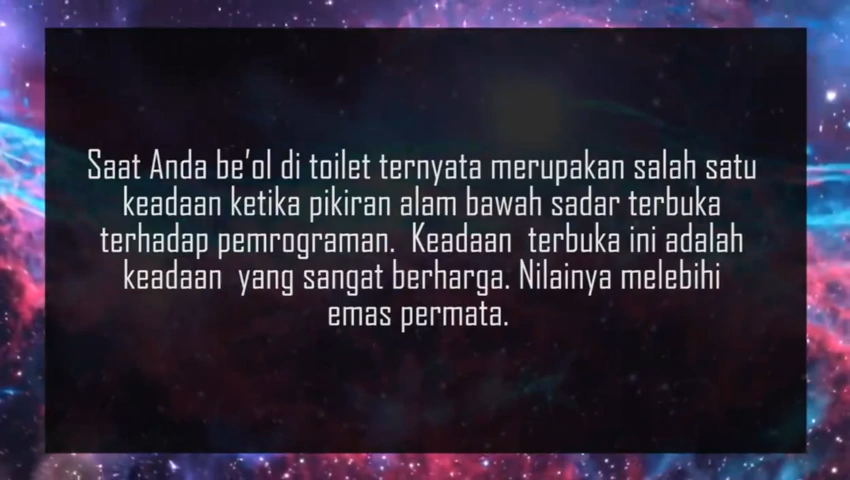 Saat Anda be'ol di toilet ternyata merupakan salah satu
keadaan ketika pikiran alam bawah sadar terbuka
terhadap pemrograman.  Keadaan  terbuka ini adalah
keadaan  yang sangat berharga. Nilainya melebihi
emas permata.